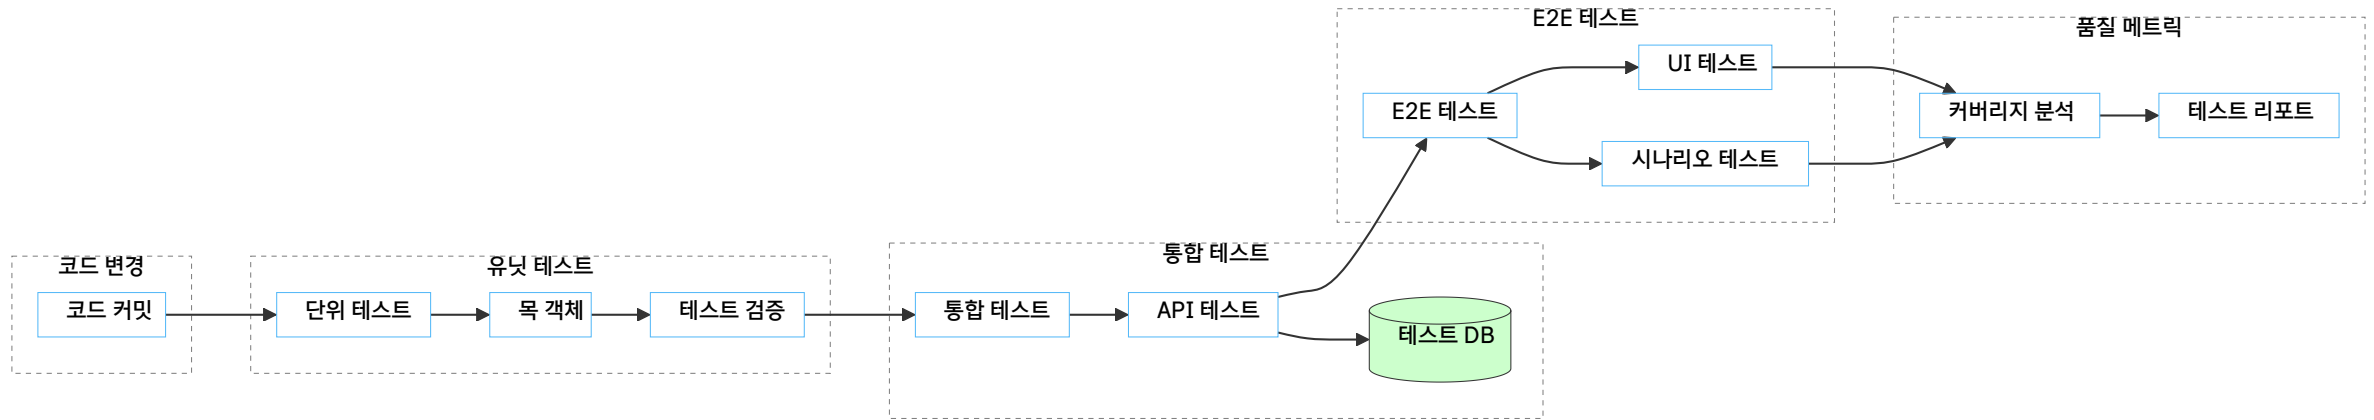 코드 변경
코드 커밋
유닛 테스트
단위 테스트
목 객체
테스트 검증
통합 테스트
통합 테스트
API 테스트
테스트 DB
E2E 테스트
E2E 테스트
UI 테스트
시나리오 테스트
품질 메트릭
커버리지 분석
테스트 리포트